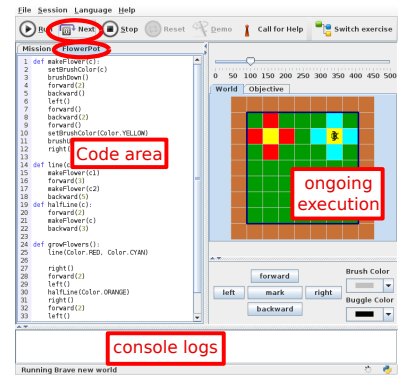 File Session Language Help
Run Next Stop Reset Demo Call for Help Switch exercise
Mission FlowerPot
1 def makeFlower(c):
2 setBrushColor(c)
3 brushDown()
4 forward(2)
5 backward(2)
6 left()
7 forward()
8 backward(2)
9 forward()
10 setBrushColor(Color.YELLOW)
11
12 right()
13
14 def line(c
15 makeFlower(c1)
16 forward(3)
17 makeFlower(c2)
18 backward(5)
19 def halfLine(c):
20 forward(2)
21 makeFlower(c)
22 backward(3)
23
24 def growFlowers():
25 line(Color.RED, Color.CYAN)
26
27 right()
28 forward(2)
29 left()
30 halfLine(Color.ORANGE)
31 right()
32 forward(2)
33 left()
Code area
0 50 100 150 200 250 300 350 400 450 500
World Objective
ongoing
execution
forward
left mark right
backward
Brush Color
Buggle Color
console logs
Running Brave new world